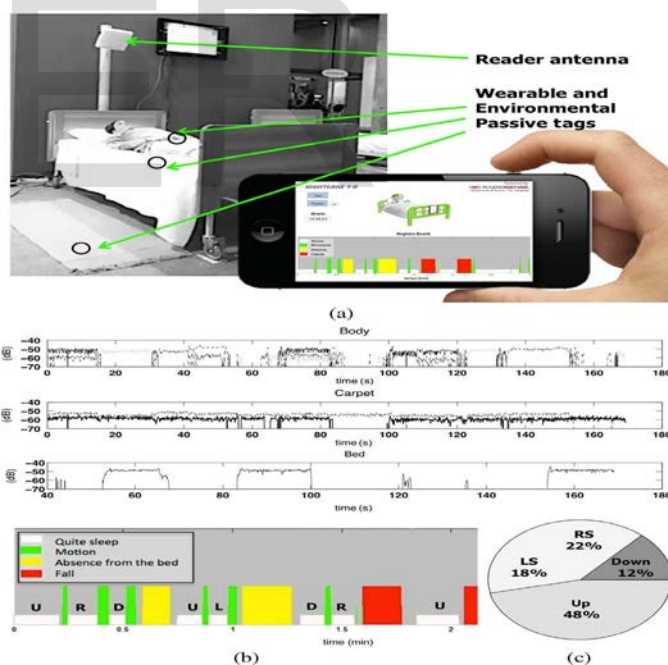 Reader antenna
Wearable and
Environmental
Passive tags
NIGHTCARE 1.0
(a)
Body
(dB)
-40
-50
-60
-70
0 20 40 60 80 100 120 140 160 180
time (s)
Carpet
(dB)
-40
-50
-60
-70
0 20 40 60 80 100 120 140 160 180
time (s)
Bed
(dB)
-40
-50
-60
-70
40 60 80 100 120 140 160 180
time (s)
Quite sleep
Motion
Absence from the bed
Fall
U R D U L D R U
0 0.5 1 1.5 2
time (min)
(b)
RS
22%
LS
18%
Down
12%
Up
48%
(c)